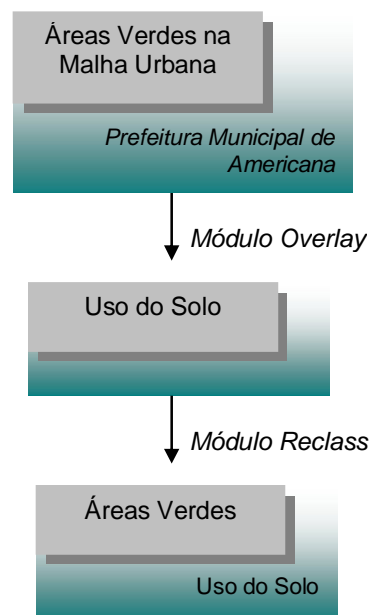 Áreas Verdes na
Malha Urbana
Prefeitura Municipal de
Americana
Módulo Overlay
Uso do Solo
Módulo Reclass
Áreas Verdes
Uso do Solo